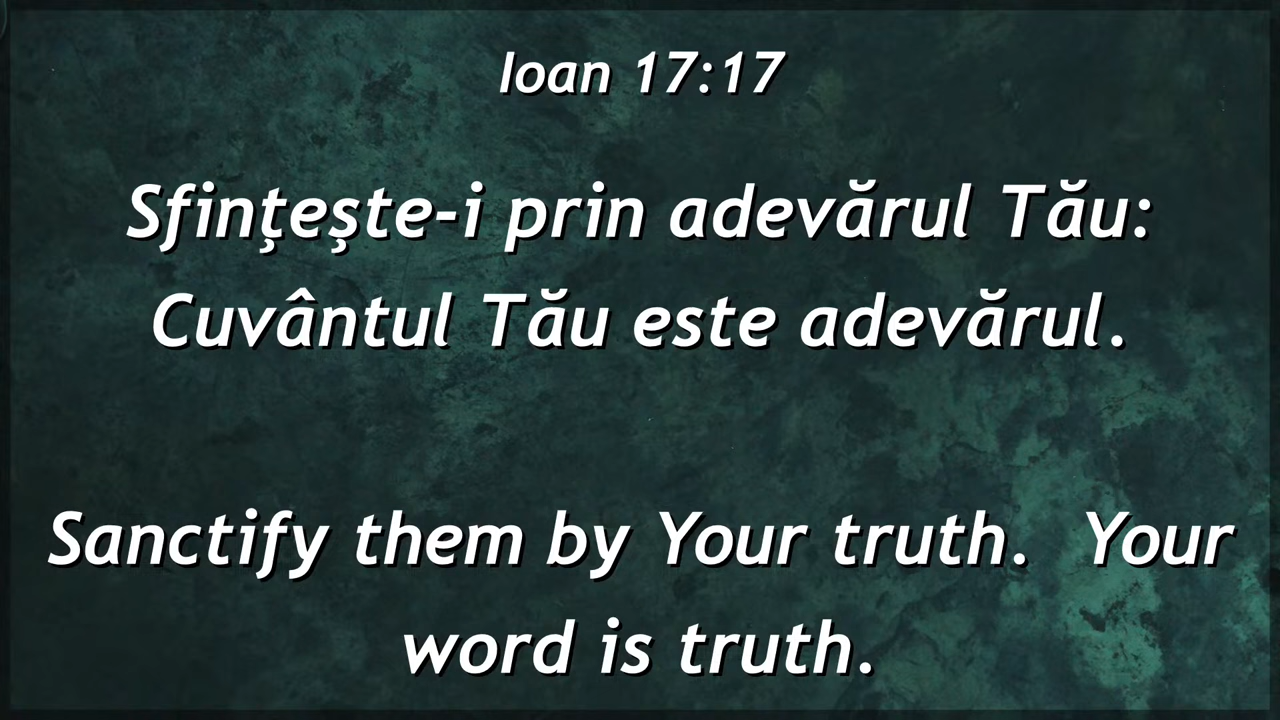 Ioan 17:17
Sfințește-i prin adevărul Tău:
Cuvântul Tău este adevărul.
Sanctify them by Your truth.  Your
word is truth.